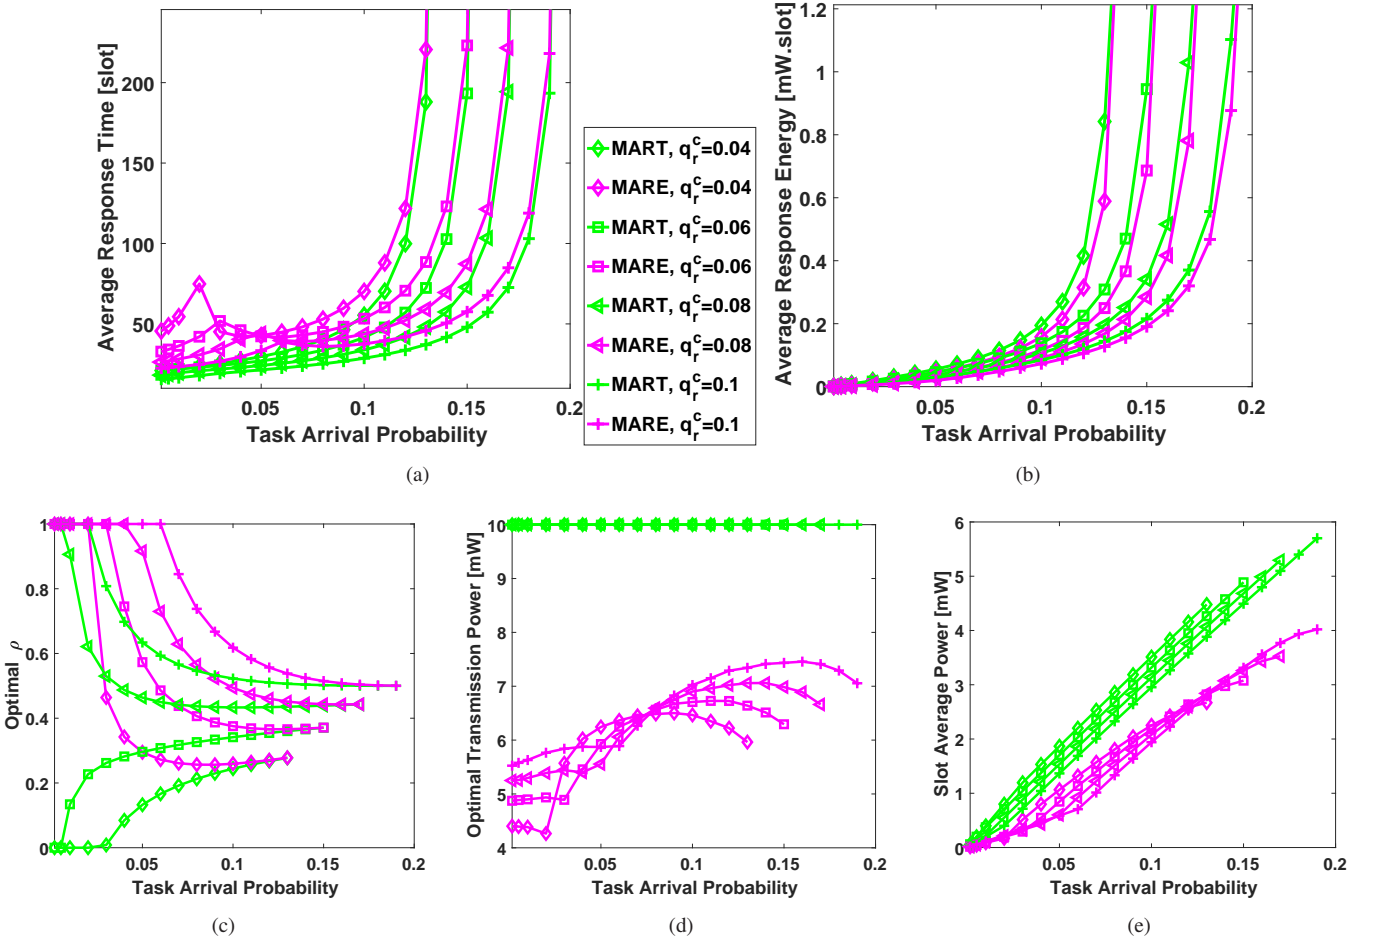 Average Response Time [slot]
200
150
100
50
0.05
0.1
0.15
0.2
Task Arrival Probability
(a)
MART, q_r^c=0.04
MARE, q_r^c=0.04
MART, q_r^c=0.06
MARE, q_r^c=0.06
MART, q_r^c=0.08
MARE, q_r^c=0.08
MART, q_r^c=0.1
MARE, q_r^c=0.1
Average Response Energy [mW.slot]
1.2
1
0.8
0.6
0.4
0.2
0
0.05
0.1
0.15
0.2
Task Arrival Probability
(b)
Optimal ρ
1
0.8
0.6
0.4
0.2
0
0.05
0.1
0.15
0.2
Task Arrival Probability
(c)
Optimal Transmission Power [mW]
10
9
8
7
6
5
4
0.05
0.1
0.15
0.2
Task Arrival Probability
(d)
Slot Average Power [mW]
6
5
4
3
2
1
0
0.05
0.1
0.15
0.2
Task Arrival Probability
(e)